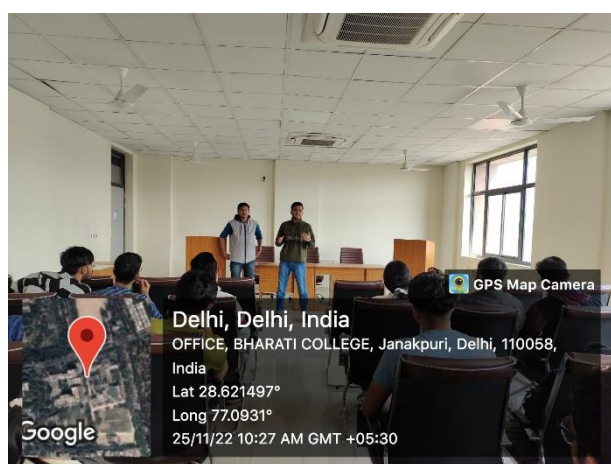 GPS Map Camera
Delhi, Delhi, India
OFFICE, BHARATI COLLEGE, Janakpuri, Delhi, 110058,
India
Lat 28.621497°
Long 77.0931°
25/11/22 10:27 AM GMT +05:30
Google